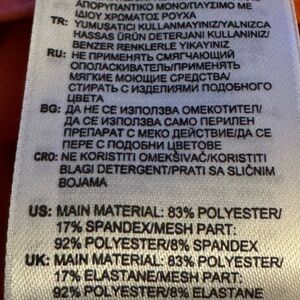 ΑΠΟΡΥΠΑΝΤΙΚΟ ΜΟΝΟ/ΠΛΥΣΙΜΟ ΜΕ
ΙΔΙΟΥ ΧΡΩΜΑΤΟΣ ΡΟΥΧΑ
TR: YUMUSATICI KULLANMAYINIZ/YALNIZCA
HASSAS ÜRÜN DETERJANI KULLANINIZ/
BENZER RENKLERLE YIKAYINIZ
RU: НЕ ПРИМЕНЯТЬ СМЯГЧАЮЩИЙ
ОПОЛАСКИВАТЕЛЬ/ПРИМЕНЯТЬ
МЯГКИЕ МОЮЩИЕ СРЕДСТВА/
СТИРАТЬ С ИЗДЕЛИЯМИ ПОДОБНОГО
ЦВЕТА
BG: ДА НЕ СЕ ИЗПОЛЗВА ОМЕКОТИТЕЛ/
ДА СЕ ИЗПОЛЗВА САМО ПЕРИЛЕН
ПРЕПАРАТ С МЕКО ДЕЙСТВИЕ/ДА СЕ
ПЕРЕ С ПОДОБНИ ЦВЕТОВЕ
CRO: NE KORISTITI OMEKŠIVAČ/KORISTITI
BLAGI DETERGENT/PRATI SA SLIČNIM
BOJAMA
US: MAIN MATERIAL: 83% POLYESTER/
17% SPANDEX/MESH PART:
92% POLYESTER/8% SPANDEX
UK: MAIN MATERIAL: 83% POLYESTER/
17% ELASTANE/MESH PART:
92% POLYESTER/8% ELASTANE